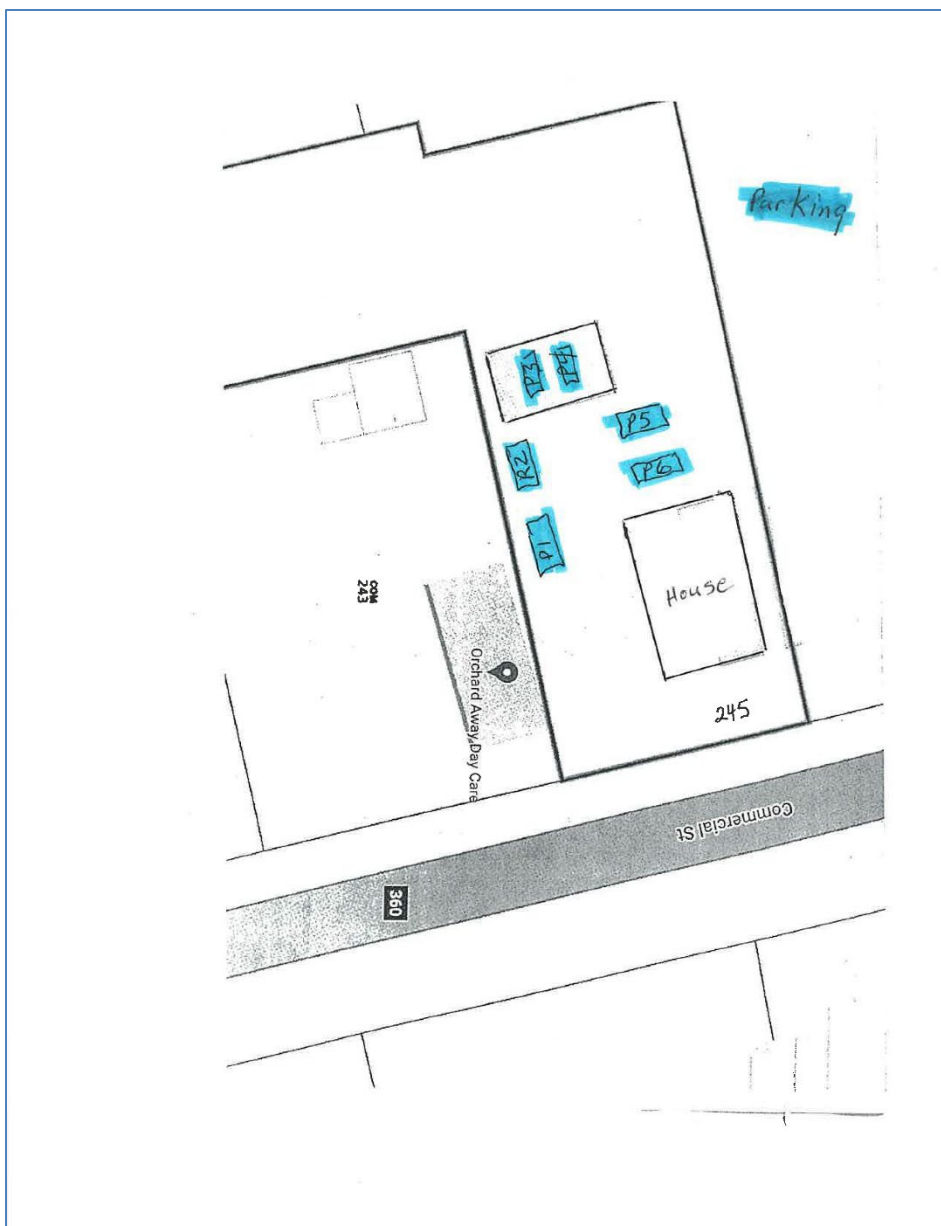 Parking
P3
P4
P5
R2
P6
P1
House
COM
243
Orchard Away Day Care
245
Commercial St
360